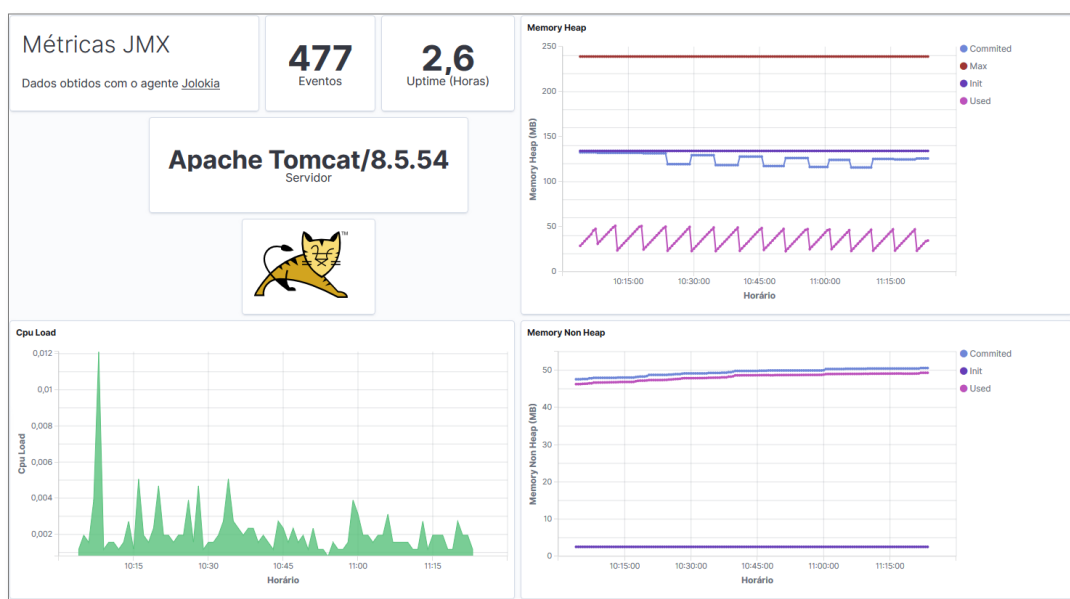 Métricas JMX
Dados obtidos com o agente Jolokia
477
Eventos
2,6
Uptime (Horas)
Apache Tomcat/8.5.54
Servidor
TM
Memory Heap
Memory Heap (MB)
250
200
150
100
50
0
10:15:00 10:30:00 10:45:00 11:00:00 11:15:00
Horário
Commited
Max
Init
Used
Cpu Load
Cpu Load
0,012
0,01
0,008
0,006
0,004
0,002
10:15 10:30 10:45 11:00 11:15
Horário
Memory Non Heap
Memory Non Heap (MB)
50
40
30
20
10
0
10:15:00 10:30:00 10:45:00 11:00:00 11:15:00
Horário
Commited
Init
Used